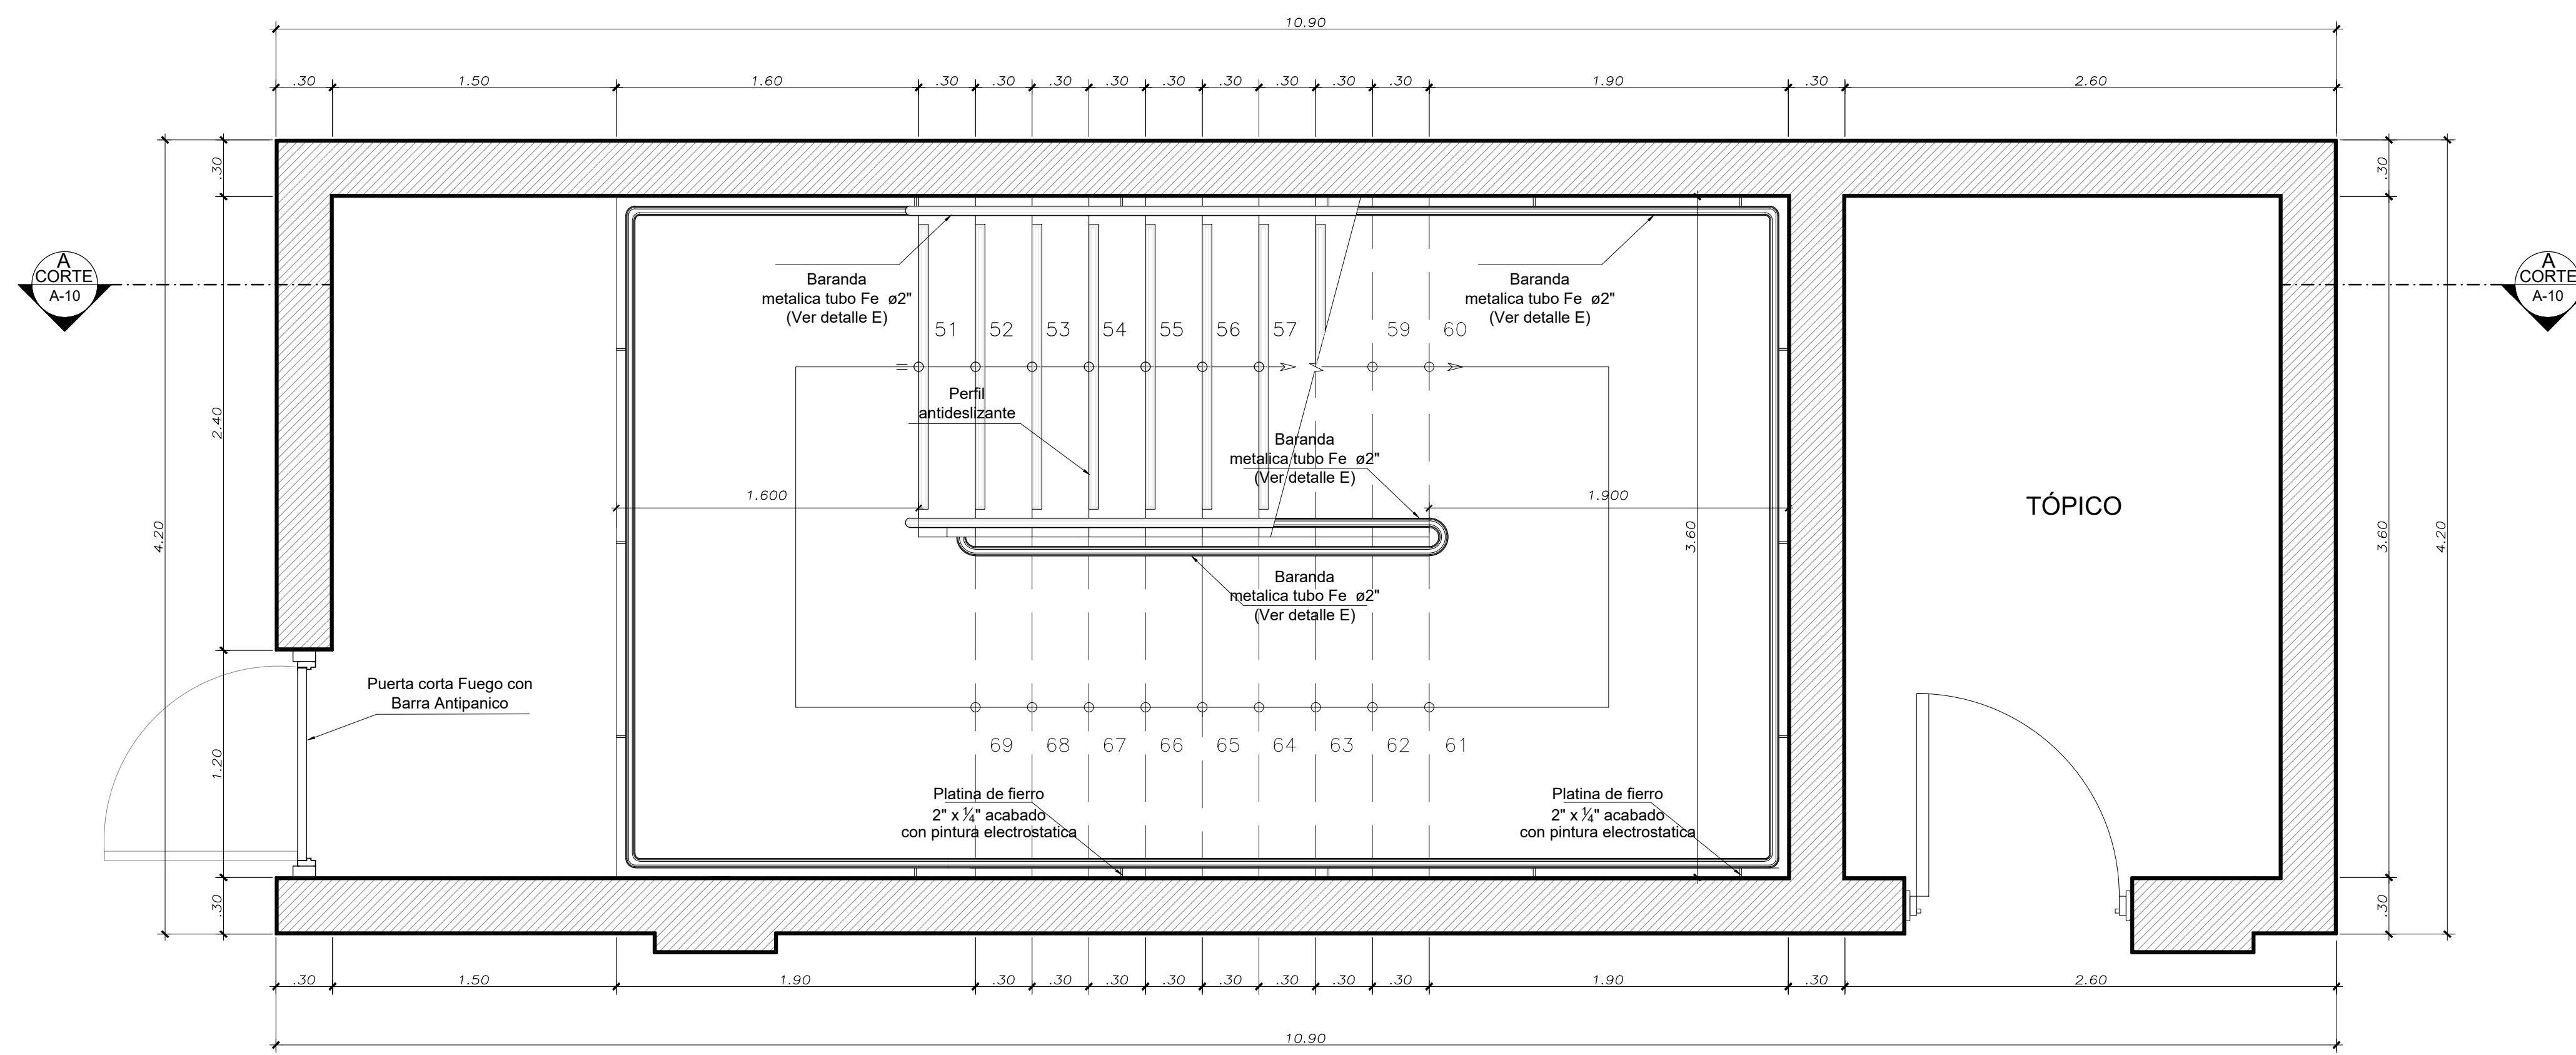 10.90
.30 1.50 1.60 .30 .30 .30 .30 .30 .30 .30 .30 .30 1.90 .30 2.60
.30
.30
A
CORTE
A-10
A
CORTE
A-10
Baranda
metalica tubo Fe ø2"
(Ver detalle E)
Baranda
metalica tubo Fe ø2"
(Ver detalle E)
51 52 53 54 55 56 57 59 60
Perfil
antideslizante
2.40
Baranda
metalica tubo Fe ø2"
(Ver detalle E)
1.600
1.900
TÓPICO
4.20
3.60
3.60
4.20
Baranda
metalica tubo Fe ø2"
(Ver detalle E)
Puerta corta Fuego con
Barra Antipanico
1.20
69 68 67 66 65 64 63 62 61
Platina de fierro
2" x ¼" acabado
con pintura electrostatica
Platina de fierro
2" x ¼" acabado
con pintura electrostatica
.30
.30
.30 1.50 1.90 .30 .30 .30 .30 .30 .30 .30 .30 1.90 .30 2.60
10.90